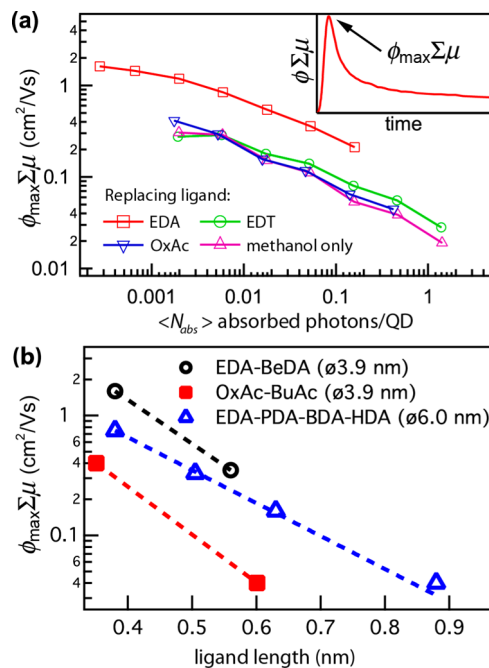 (a)
ϕmaxΣμ (cm²/Vs)
2
1
6
4
2
0.1
6
4
2
0.01
ϕΣμ
ϕmaxΣμ
time
Replacing ligand:
EDA
EDT
OxAc
methanol only
0.001
0.01
0.1
1
<Nabs> absorbed photons/QD
(b)
ϕmaxΣμ (cm²/Vs)
2
1
6
4
2
0.1
6
4
EDA-BeDA (ø3.9 nm)
OxAc-BuAc (ø3.9 nm)
EDA-PDA-BDA-HDA (ø6.0 nm)
0.4
0.5
0.6
0.7
0.8
0.9
ligand length (nm)